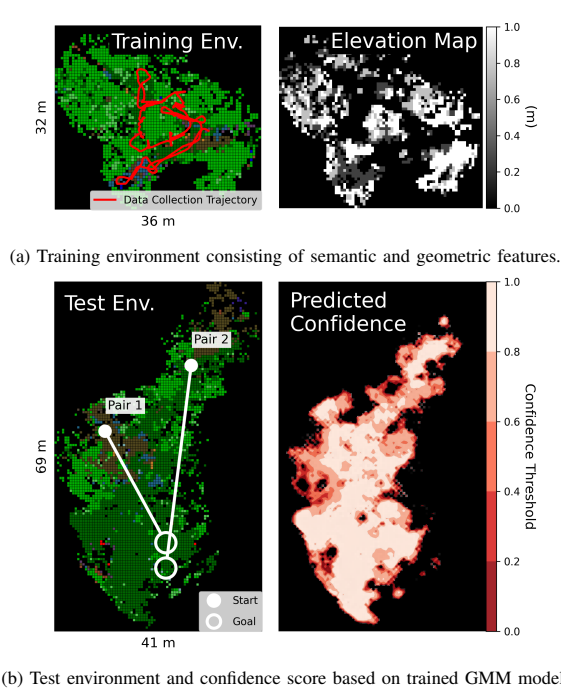 Training Env.
Elevation Map
32 m
Data Collection Trajectory
36 m
1.0
0.8
0.6
0.4
0.2
0.0
(m)
(a) Training environment consisting of semantic and geometric features.
Test Env.
Pair 2
Pair 1
69 m
Start
Goal
41 m
Predicted
Confidence
1.0
0.8
0.6
0.4
0.2
0.0
Confidence Threshold
(b) Test environment and confidence score based on trained GMM model